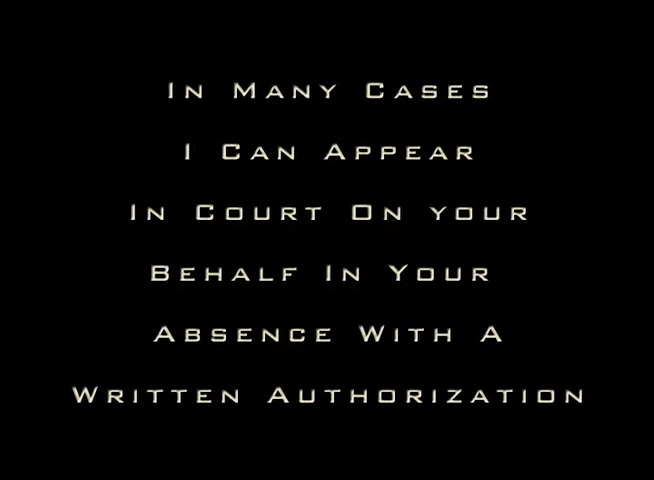 In Many Cases
I Can Appear
In Court On your
Behalf In Your
Absence With A
Written Authorization